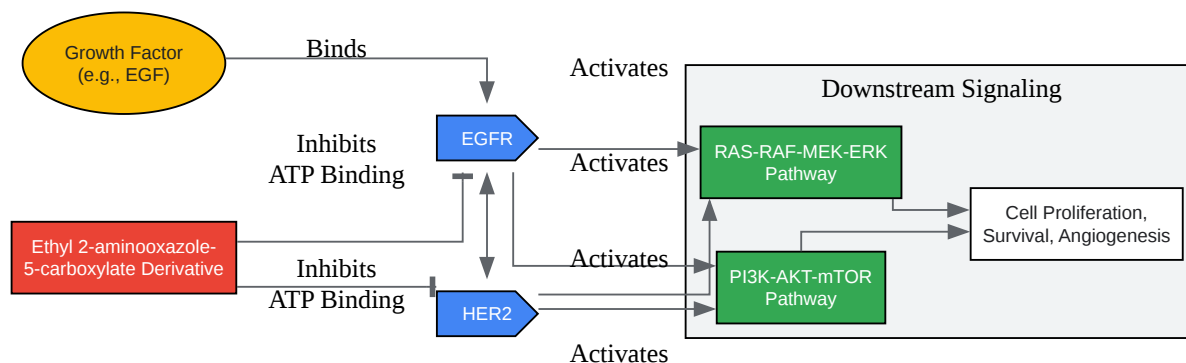 Growth Factor
(e.g., EGF)
Binds
Activates
Downstream Signaling
EGFR
Inhibits
ATP Binding
Activates
RAS-RAF-MEK-ERK
Pathway
Cell Proliferation,
Survival, Angiogenesis
Ethyl 2-aminooxazole-
5-carboxylate Derivative
Inhibits
ATP Binding
Activates
PI3K-AKT-mTOR
Pathway
HER2
Activates